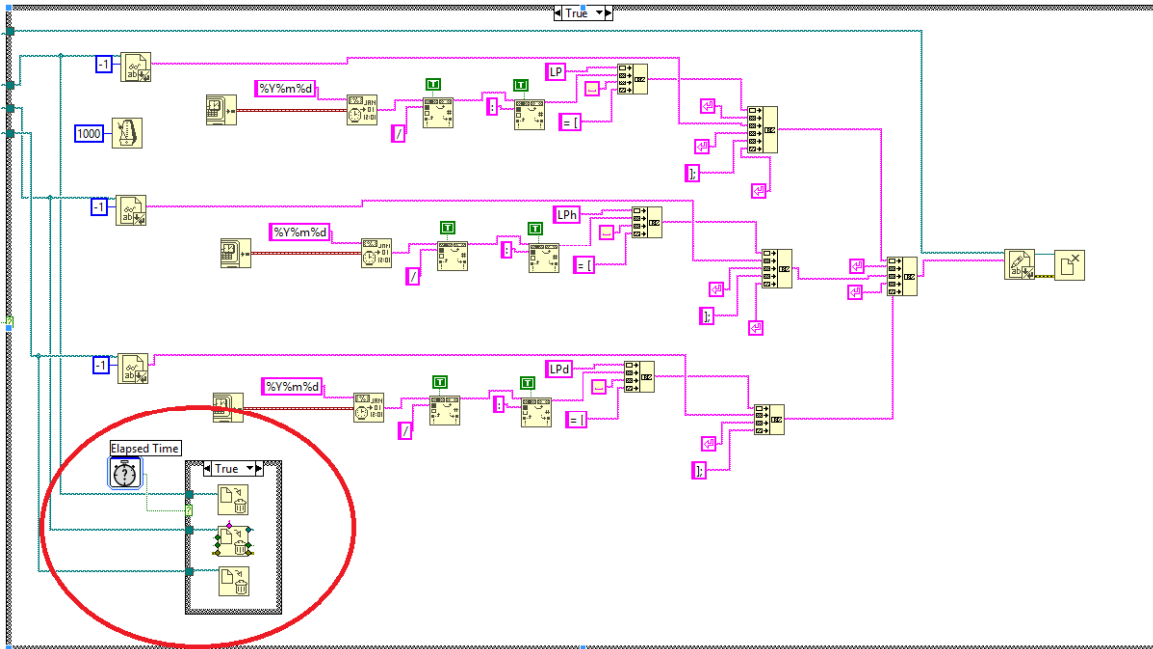 True
-1
%Y%m%d
T
T
LP
:
/
= [
1000
];
-1
%Y%m%d
T
T
LPh
:
/
= [
];
-1
%Y%m%d
T
T
LPd
:
/
= [
];
Elapsed Time
True